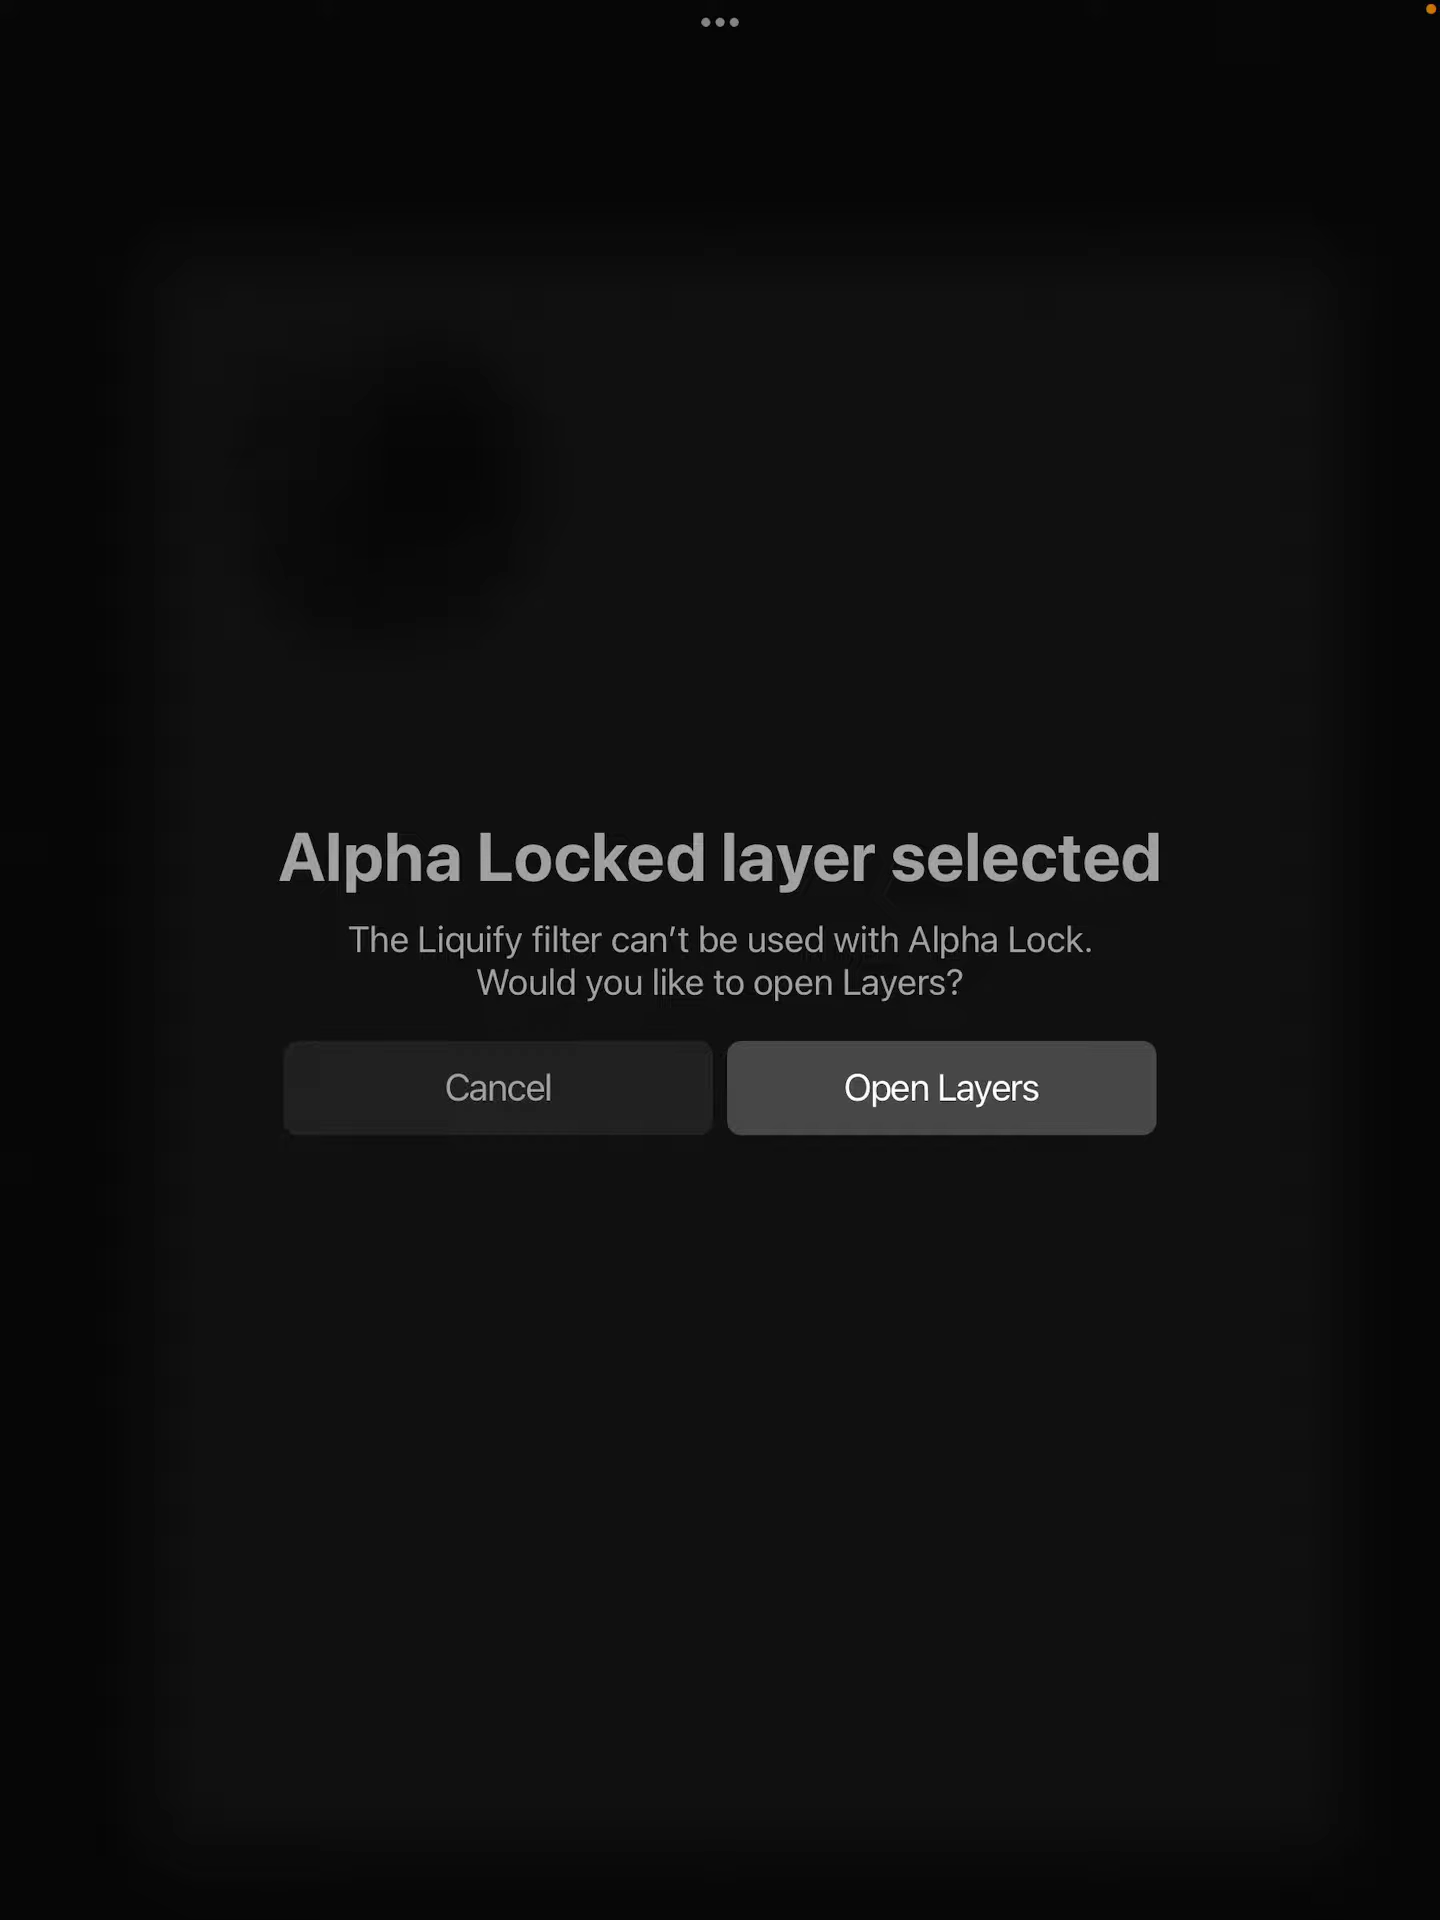 Alpha Locked layer selected
The Liquify filter can’t be used with Alpha Lock.
Would you like to open Layers?
Cancel
Open Layers